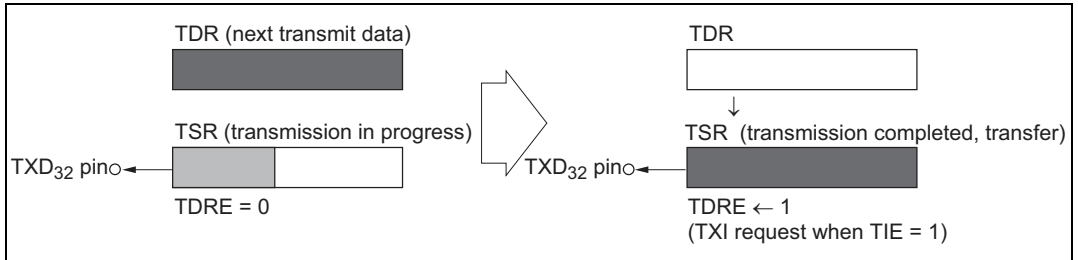 TDR (next transmit data)
TSR (transmission in progress)
TXD32 pin
TDRE = 0
TDR
↓
TSR (transmission completed, transfer)
TXD32 pin
TDRE ← 1
(TXI request when TIE = 1)